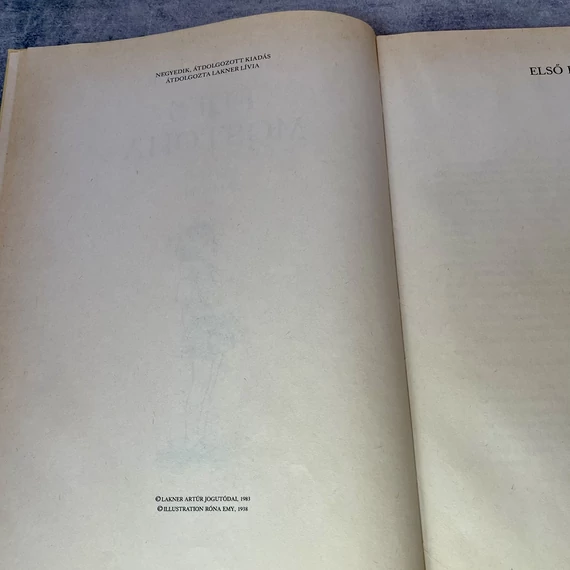 NEGYEDIK, ÁTDOLGOZOTT KIADÁS
ÁTDOLGOZTA LAKNER LÍVIA
ELSŐ
©LAKNER ARTÚR JOGUTÓDAI, 1983
©ILLUSTRATION RÓNA EMY, 1938